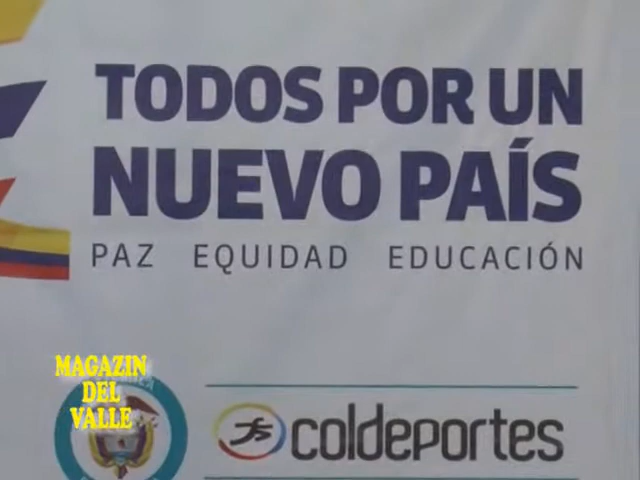 TODOS POR UN
NUEVO PAÍS
PAZ EQUIDAD EDUCACIÓN
MAGAZIN
DEL
VALLE
coldeportes